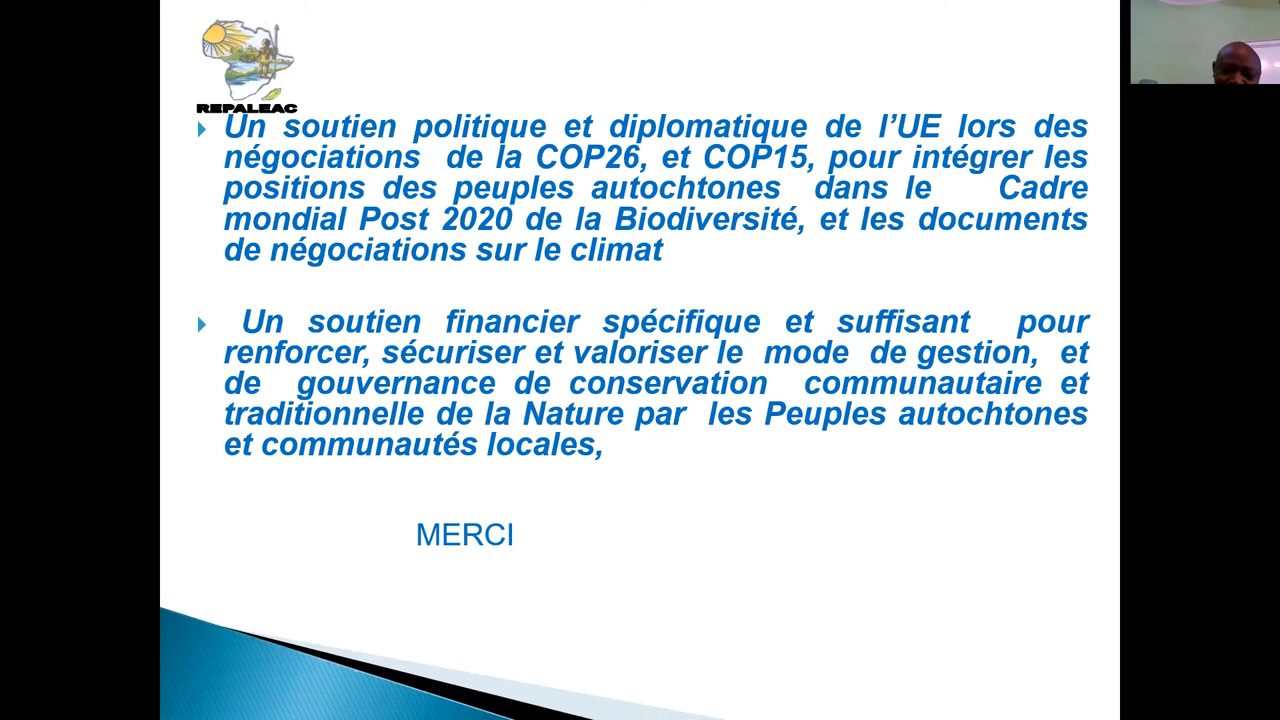 REPALEAC
Un soutien politique et diplomatique de l'UE lors des
négociations de la COP26, et COP15, pour intégrer les
positions des peuples autochtones dans le Cadre
mondial Post 2020 de la Biodiversité, et les documents
de négociations sur le climat
Un soutien financier spécifique et suffisant pour
renforcer, sécuriser et valoriser le mode de gestion, et
de gouvernance de conservation communautaire et
traditionnelle de la Nature par les Peuples autochtones
et communautés locales,
MERCI